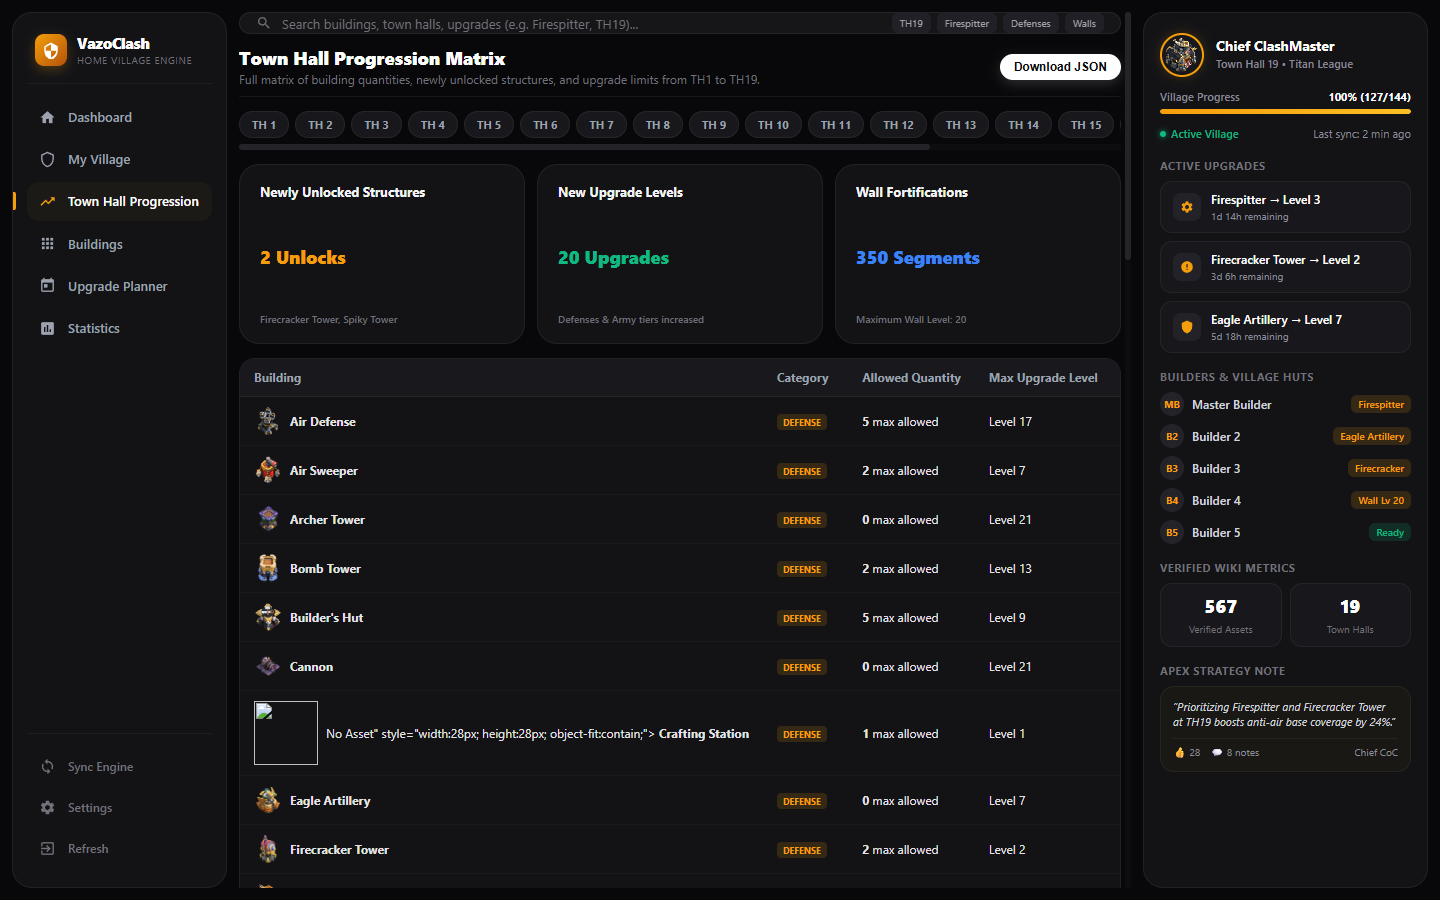 VazoClash
HOME VILLAGE ENGINE
Dashboard
My Village
Town Hall Progression
Buildings
Upgrade Planner
Statistics
Sync Engine
Settings
Refresh
Search buildings, town halls, upgrades (e.g. Firespitter, TH19)...
TH19
Firespitter
Defenses
Walls
Town Hall Progression Matrix
Full matrix of building quantities, newly unlocked structures, and upgrade limits from TH1 to TH19.
Download JSON
TH 1
TH 2
TH 3
TH 4
TH 5
TH 6
TH 7
TH 8
TH 9
TH 10
TH 11
TH 12
TH 13
TH 14
TH 15
Newly Unlocked Structures
2 Unlocks
Firecracker Tower, Spiky Tower
New Upgrade Levels
20 Upgrades
Defenses & Army tiers increased
Wall Fortifications
350 Segments
Maximum Wall Level: 20
Building Category Allowed Quantity Max Upgrade Level
Air Defense DEFENSE 5 max allowed Level 17
Air Sweeper DEFENSE 2 max allowed Level 7
Archer Tower DEFENSE 0 max allowed Level 21
Bomb Tower DEFENSE 2 max allowed Level 13
Builder's Hut DEFENSE 5 max allowed Level 9
Cannon DEFENSE 0 max allowed Level 21
No Asset" style="width:28px; height:28px; object-fit:contain;"> Crafting Station DEFENSE 1 max allowed Level 1
Eagle Artillery DEFENSE 0 max allowed Level 7
Firecracker Tower DEFENSE 2 max allowed Level 2
Chief ClashMaster
Town Hall 19 • Titan League
Village Progress 100% (127/144)
Active Village Last sync: 2 min ago
ACTIVE UPGRADES
Firespitter → Level 3
1d 14h remaining
Firecracker Tower → Level 2
3d 6h remaining
Eagle Artillery → Level 7
5d 18h remaining
BUILDERS & VILLAGE HUTS
MB Master Builder Firespitter
B2 Builder 2 Eagle Artillery
B3 Builder 3 Firecracker
B4 Builder 4 Wall Lv 20
B5 Builder 5 Ready
VERIFIED WIKI METRICS
567
Verified Assets
19
Town Halls
APEX STRATEGY NOTE
"Prioritizing Firespitter and Firecracker Tower
at TH19 boosts anti-air base coverage by 24%."
👍 28 💬 8 notes Chief CoC